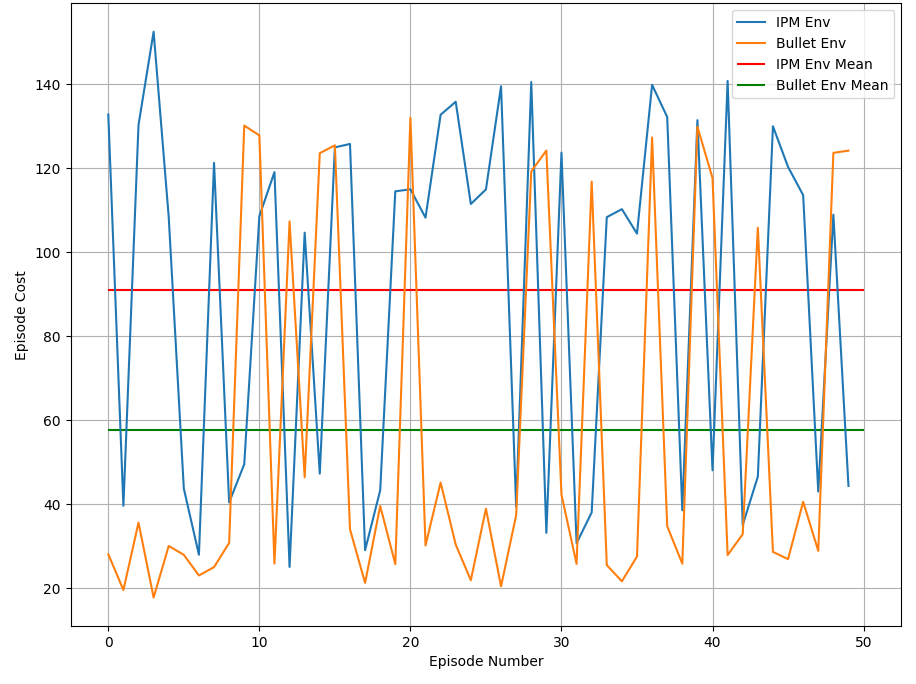 IPM Env
Bullet Env
IPM Env Mean
Bullet Env Mean
140
120
100
80
60
40
20
Episode Cost
0 10 20 30 40 50
Episode Number